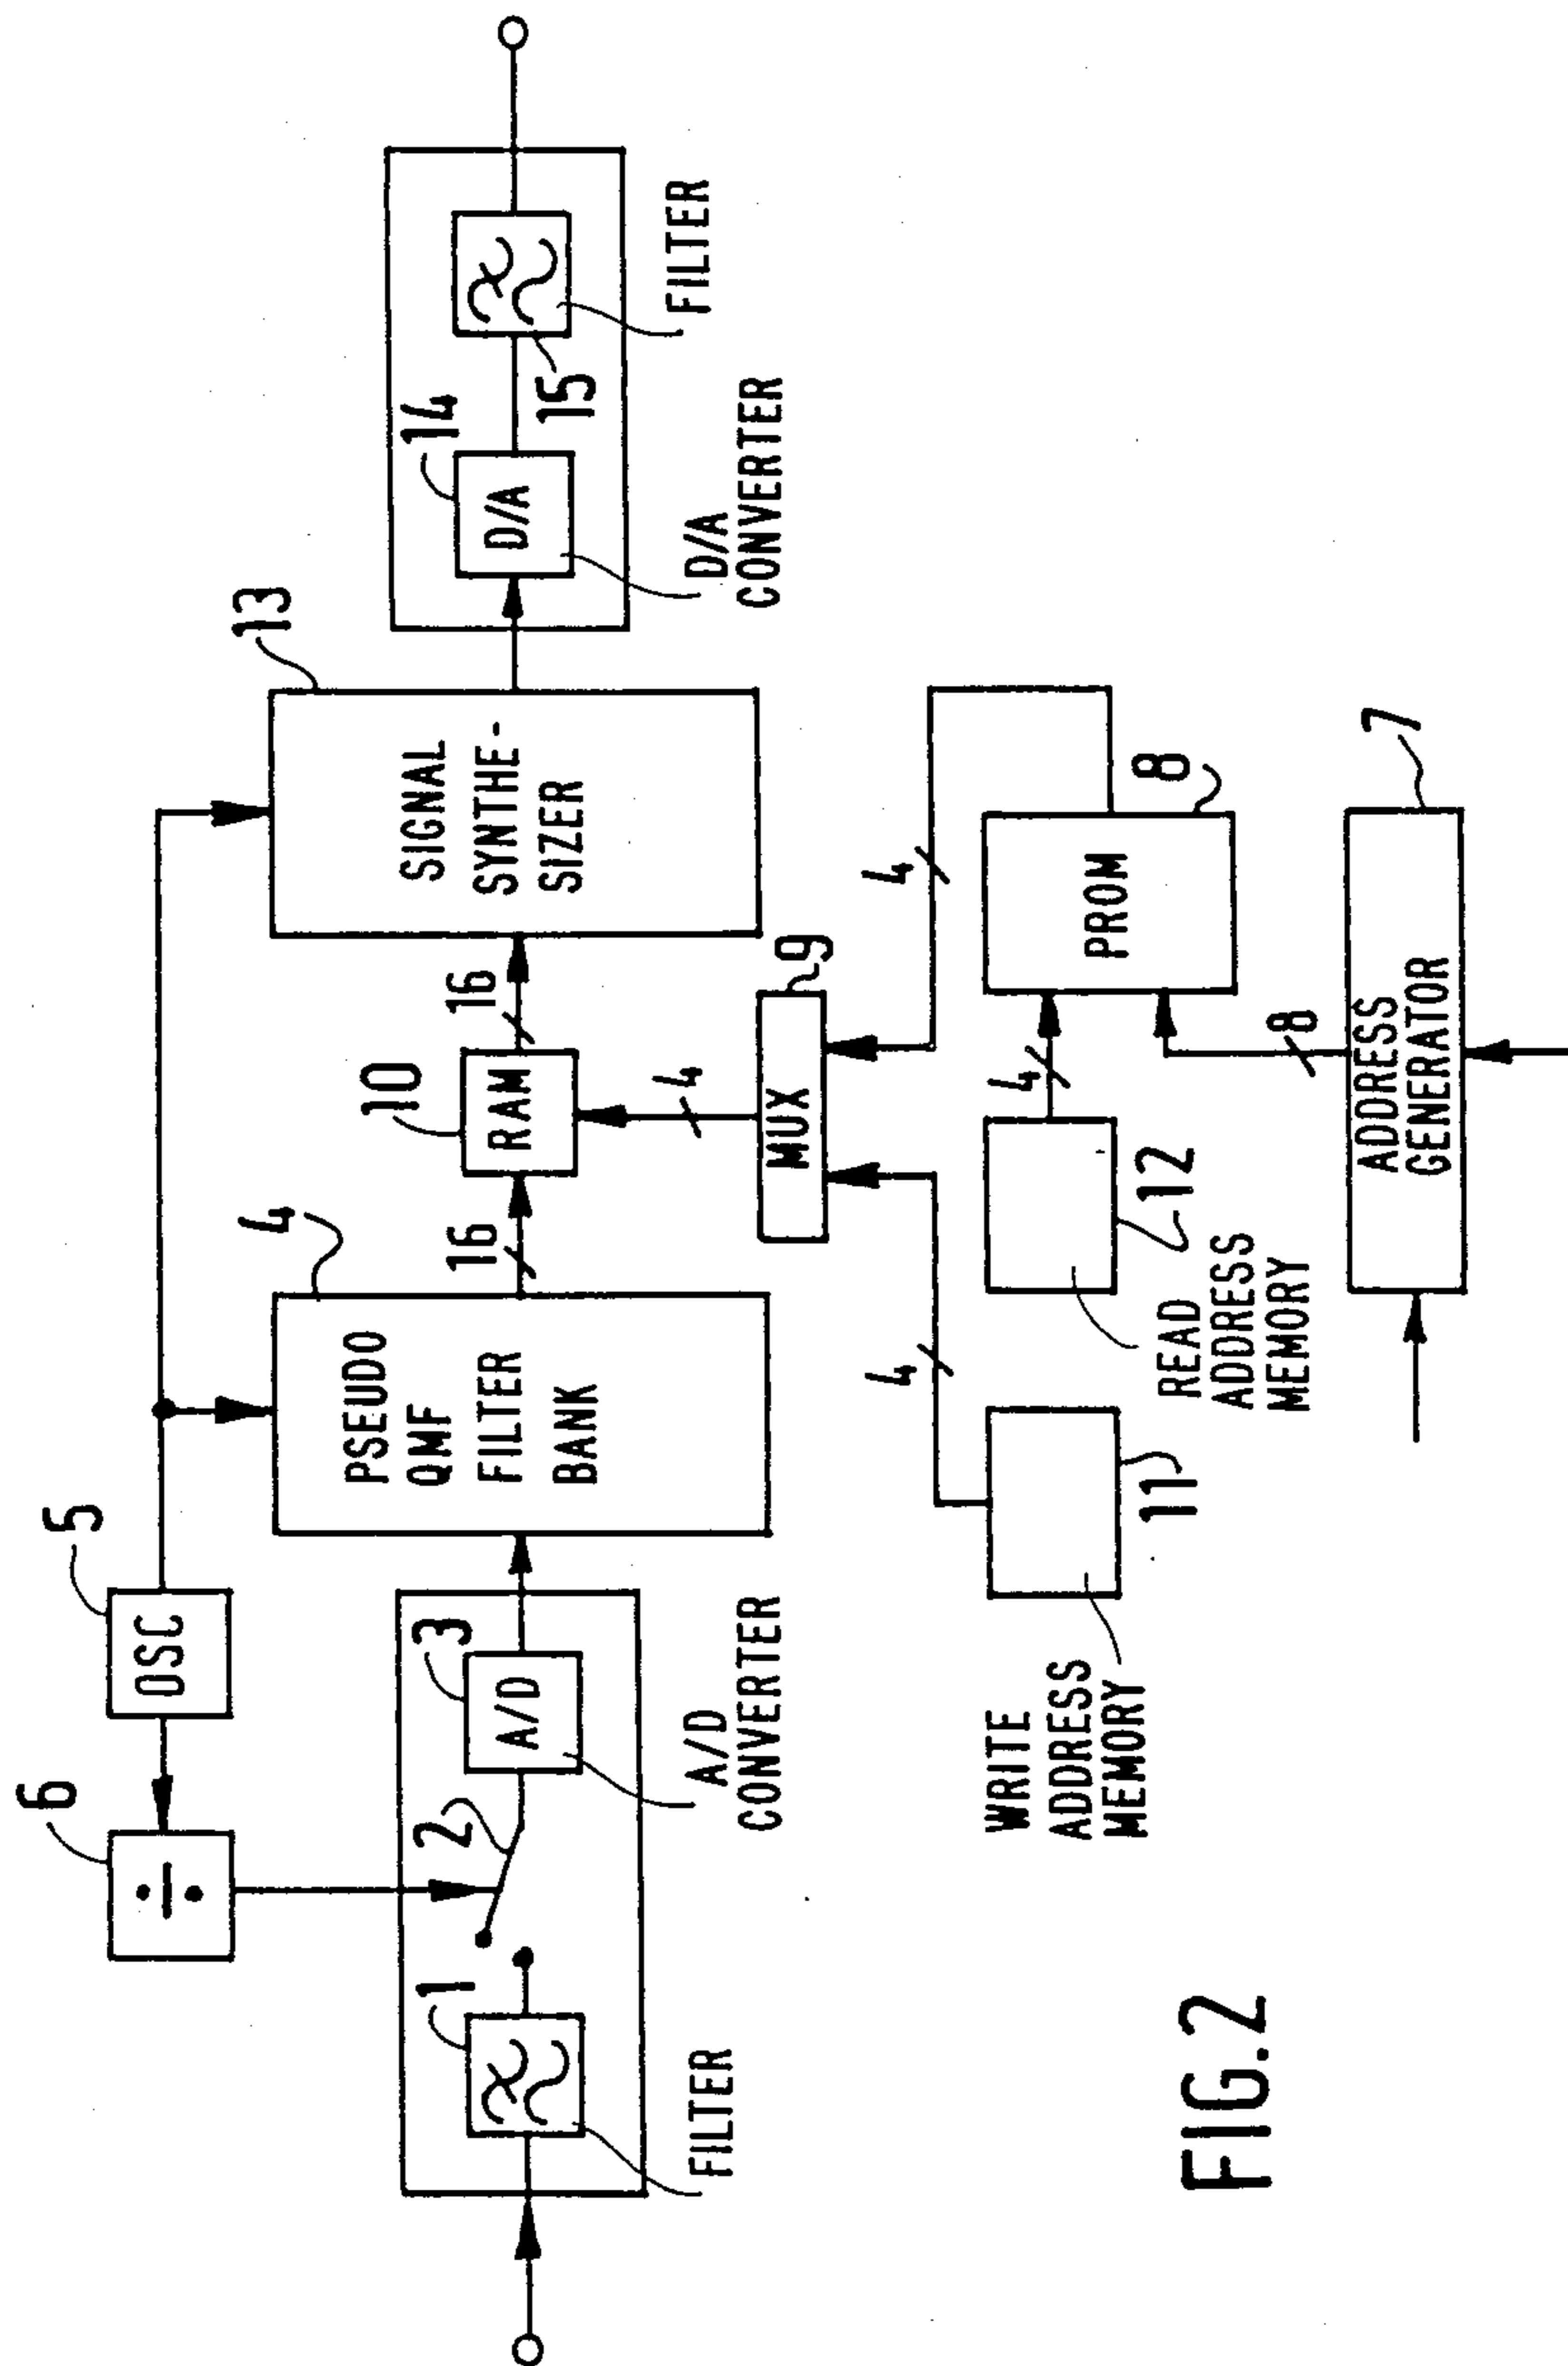 6
5
OSC
÷
1
2
3
A/D
FILTER
A/D
CONVERTER
4
PSEUDO
QMF
FILTER
BANK
16
10
RAM
16
4
9
MUX
13
SIGNAL
SYNTHE-
SIZER
14
D/A
15
D/A
CONVERTER
FILTER
4
4
WRITE
ADDRESS
MEMORY
11
READ
ADDRESS
MEMORY
12
4
PROM
8
8
7
ADDRESS
GENERATOR
FIG.2